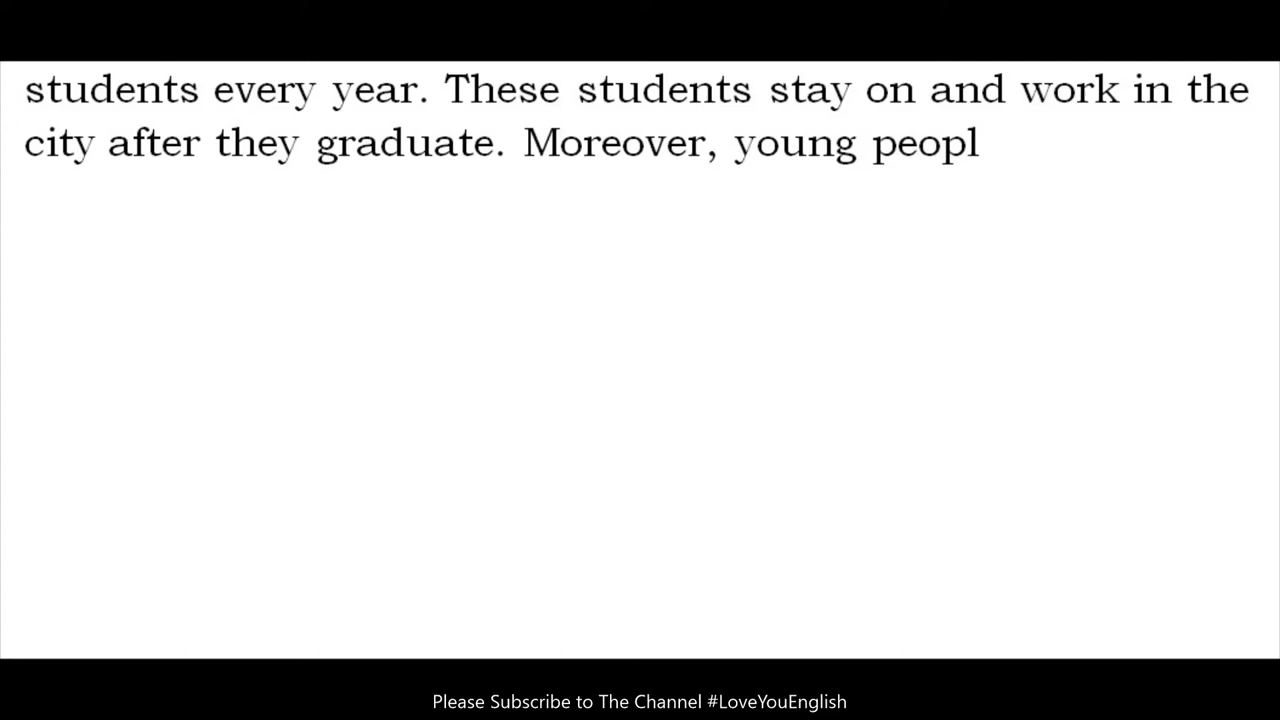 students every year. These students stay on and work in the
city after they graduate. Moreover, young peopl
Please Subscribe to The Channel #LoveYouEnglish